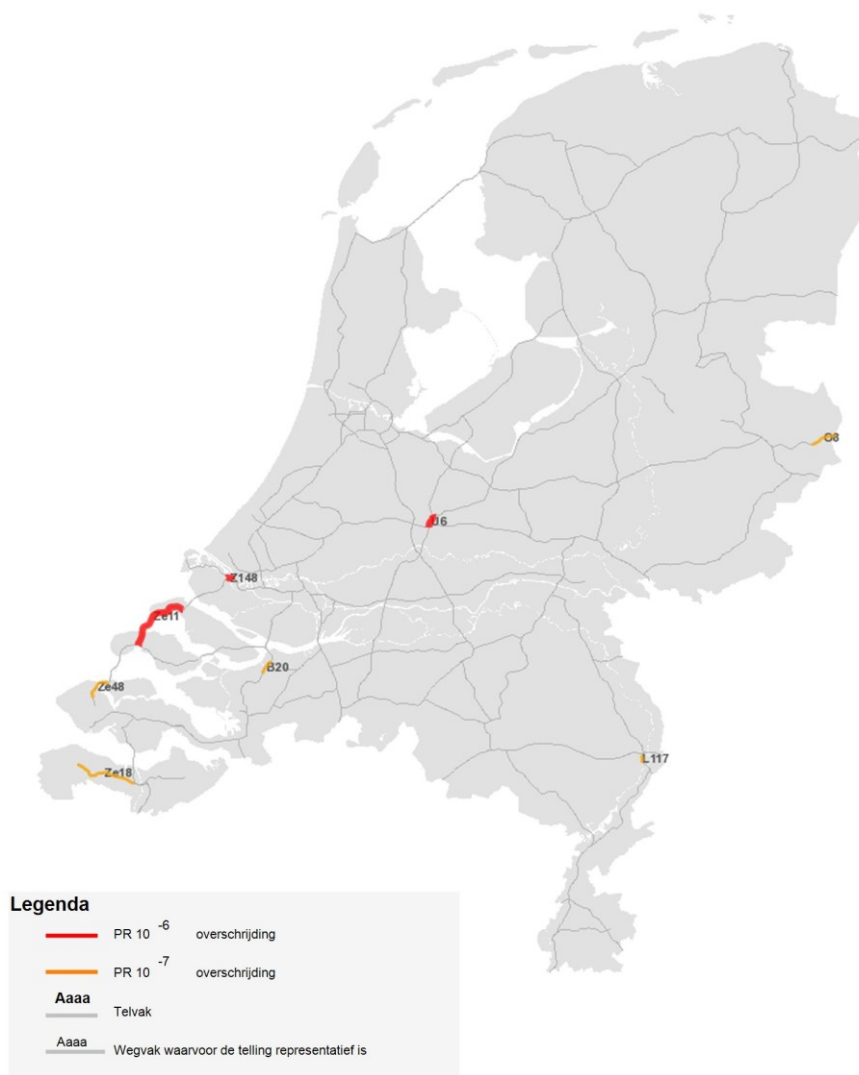 O3
U6
Z148
Ze11
B20
Ze48
L117
Ze18
Legenda
PR 10 -6 overschrijding
PR 10 -7 overschrijding
Aaaa Telvak
Aaaa Wegvak waarvoor de telling representatief is